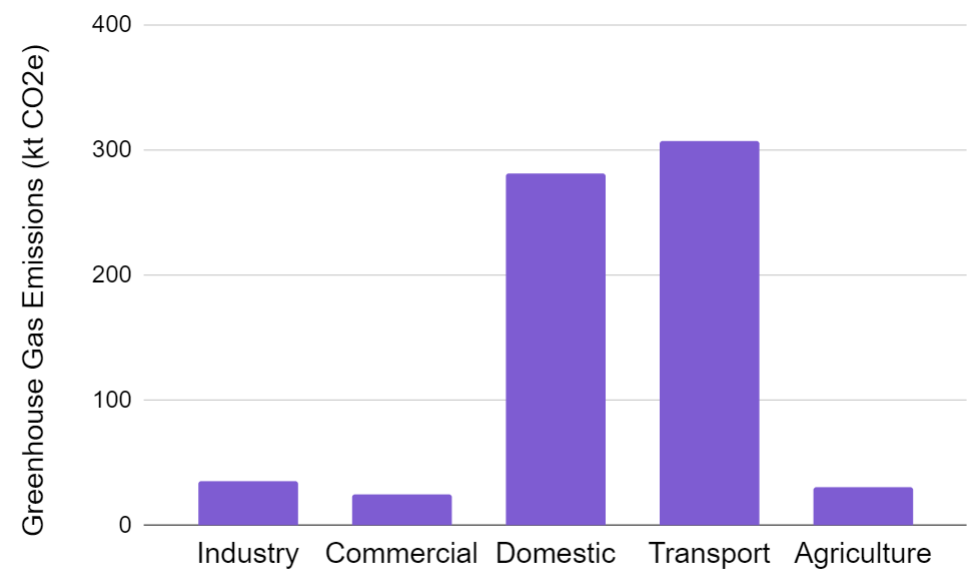 Greenhouse Gas Emissions (kt CO2e)
400
300
200
100
0
Industry Commercial Domestic Transport Agriculture